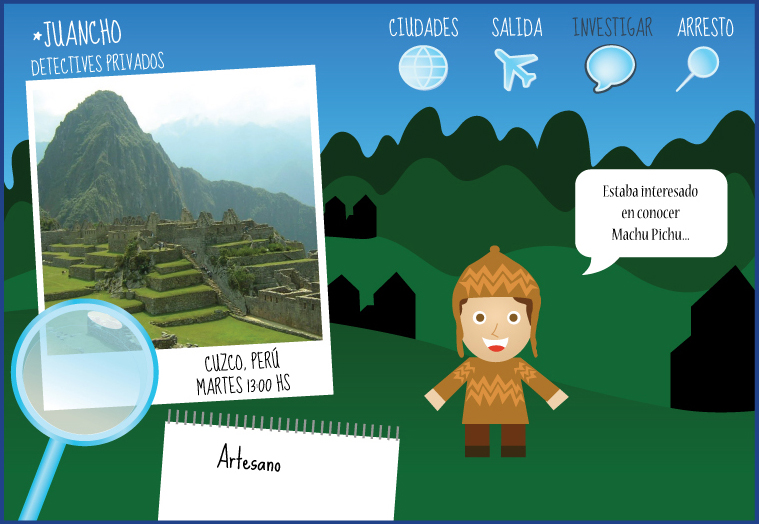 *JUANCHO
DETECTIVES PRIVADOS
CIUDADES
SALIDA
INVESTIGAR
ARRESTO
Estaba interesado
en conocer
Machu Pichu...
CUZCO, PERÚ
MARTES 13:00 HS
Artesano